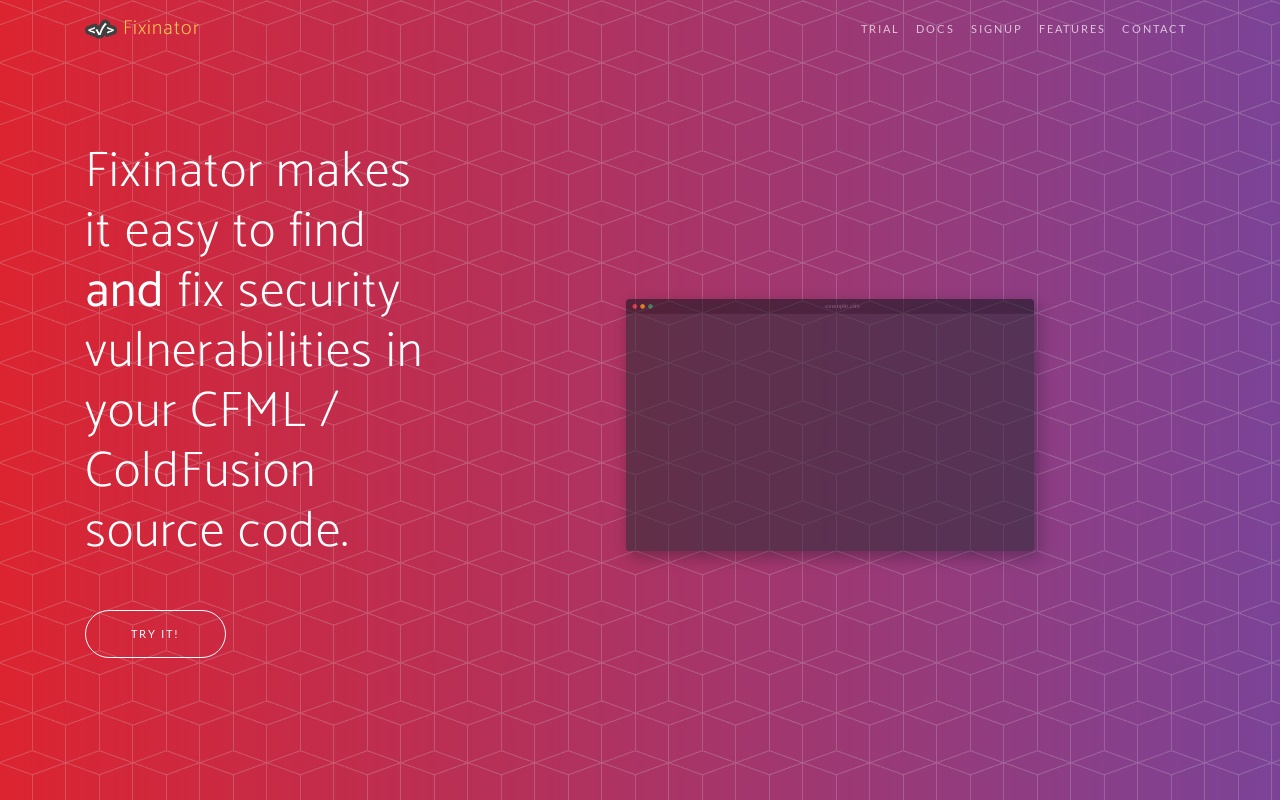 Fixinator
TRIAL DOCS SIGNUP FEATURES CONTACT
Fixinator makes
it easy to find
and fix security
vulnerabilities in
your CFML /
ColdFusion
source code.
TRY IT!